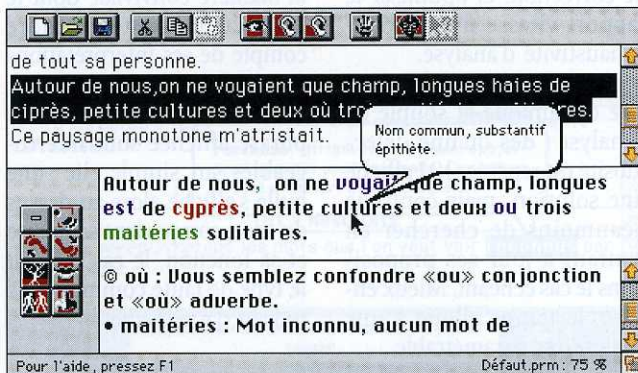 de tout sa personne.
Autour de nous,on ne voyaient que champ, longues haies de
ciprès, petite cultures et deux où
Ce paysage monotone m'atristait.
Nom commun, substantif
épithète.
Autour de nous, on ne voyait que champ, longues
est de cyprès, petite cultures et deux ou trois
maitéries solitaires.
© où : Vous semblez confondre «ou» conjonction
et «où» adverbe.
• maitéries : Mot inconnu, aucun mot de
Pour l'aide, pressez F1
Défaut.prm: 75 %